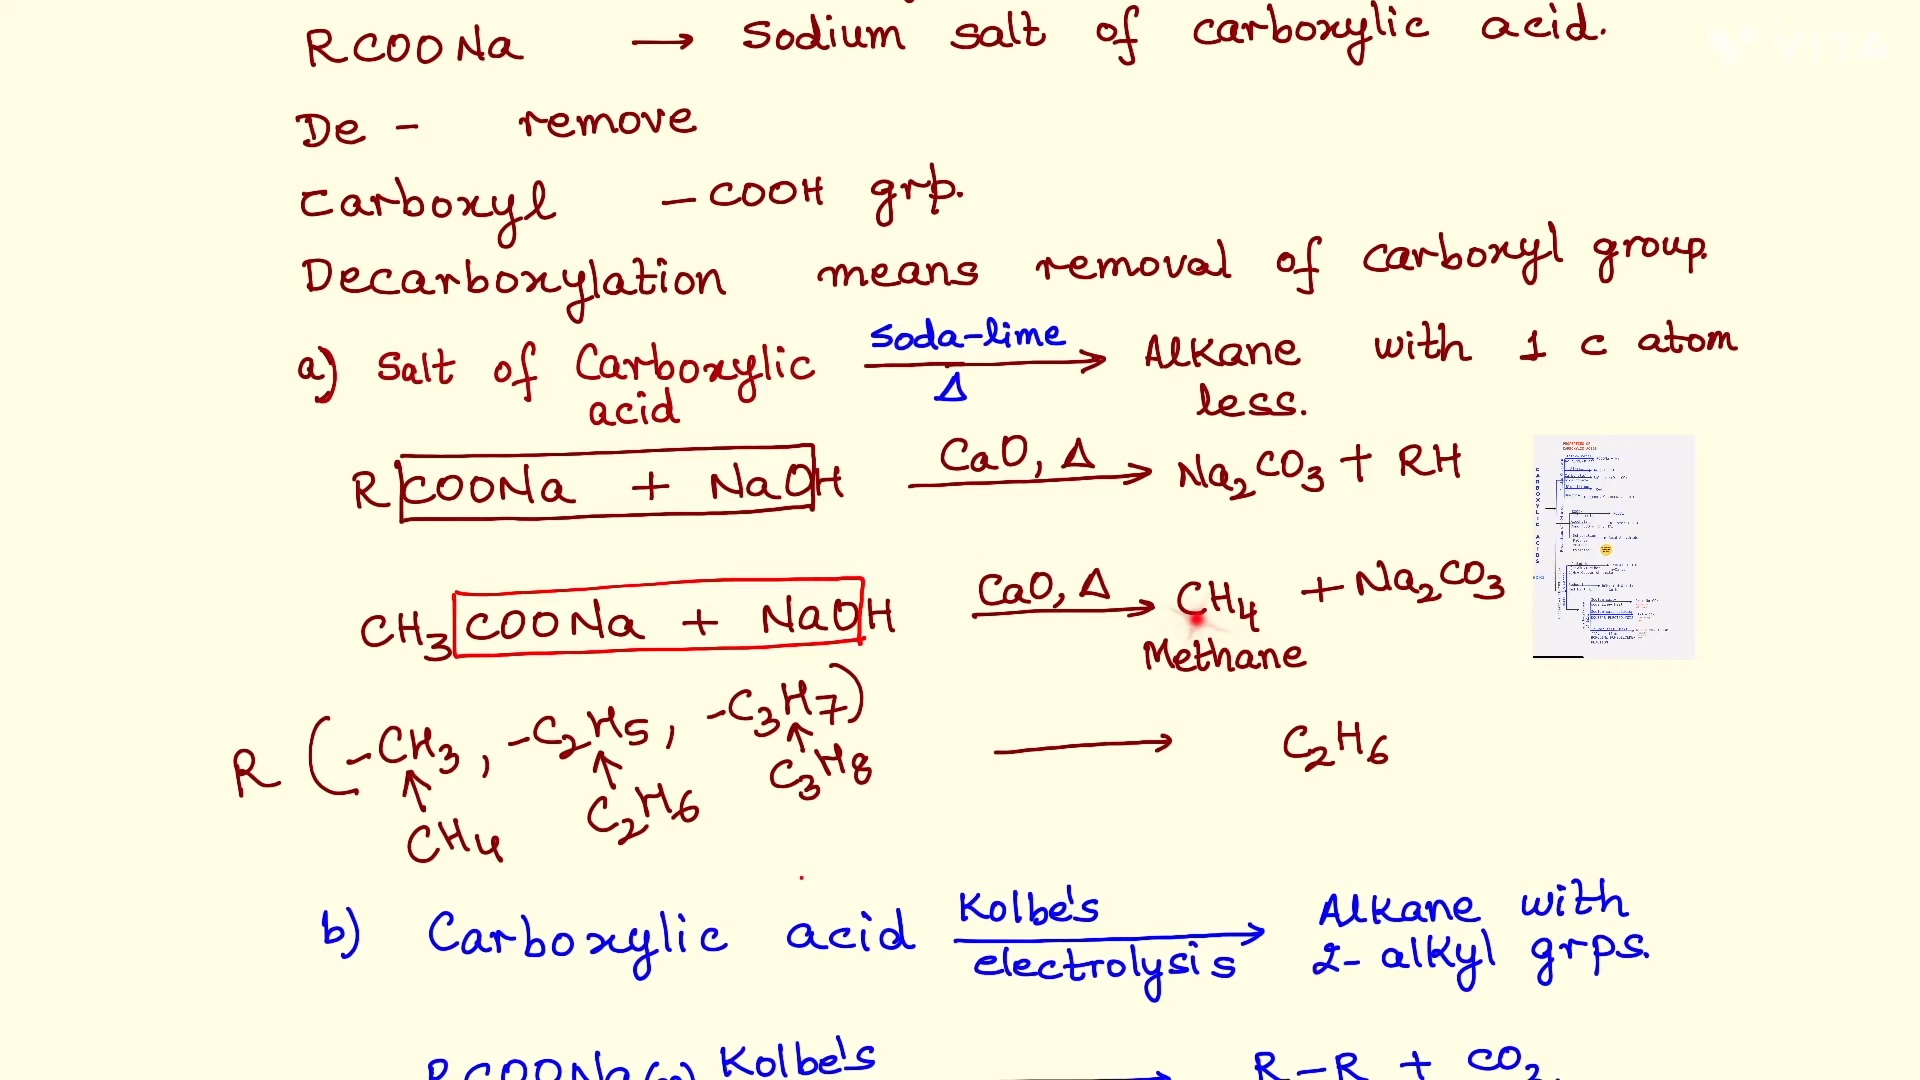 VITA
RCOONa → Sodium salt of carboxylic acid.
De - remove
Carboxyl -COOH grp.
Decarboxylation means removal of carboxyl group.
a) Salt of Carboxylic acid soda-lime Δ → Alkane with 1 c atom less.
RCOONa + NaOH CaO, Δ → Na₂CO₃ + RH
CH₃COONa + NaOH CaO, Δ → CH₄ + Na₂CO₃
Methane
R (-CH₃, -C₂H₅, -C₃H₇) → C₂H₆
↑ ↑ ↑
CH₄ C₂H₆ C₃H₈
b) Carboxylic acid Kolbe's electrolysis → Alkane with 2-alkyl grps.
RCOONa Kolbe's → R-R + CO₂